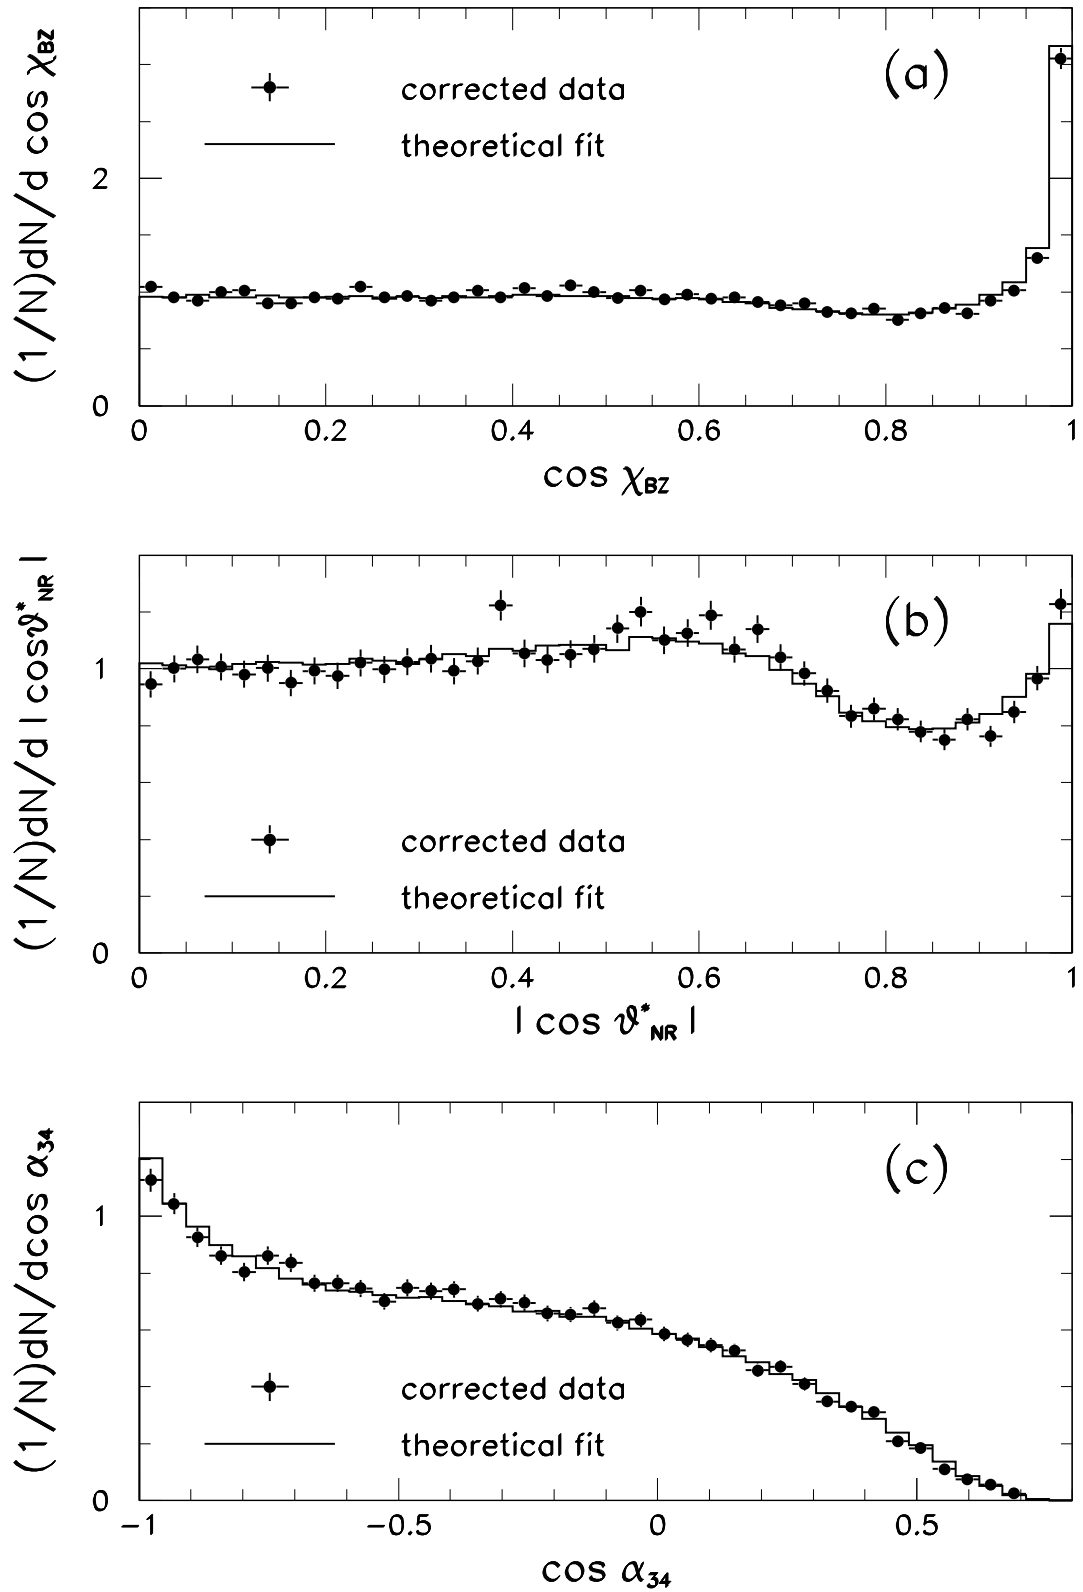 (1/N)dN/d cos χBZ
(a)
corrected data
theoretical fit
2
0
0 0.2 0.4 0.6 0.8 1
cos χBZ
(1/N)dN/d | cosϑ*NR |
(b)
1
corrected data
theoretical fit
0
0 0.2 0.4 0.6 0.8 1
| cos ϑ*NR |
(1/N)dN/dcos α34
(c)
1
corrected data
theoretical fit
0
−1 −0.5 0 0.5
cos α34